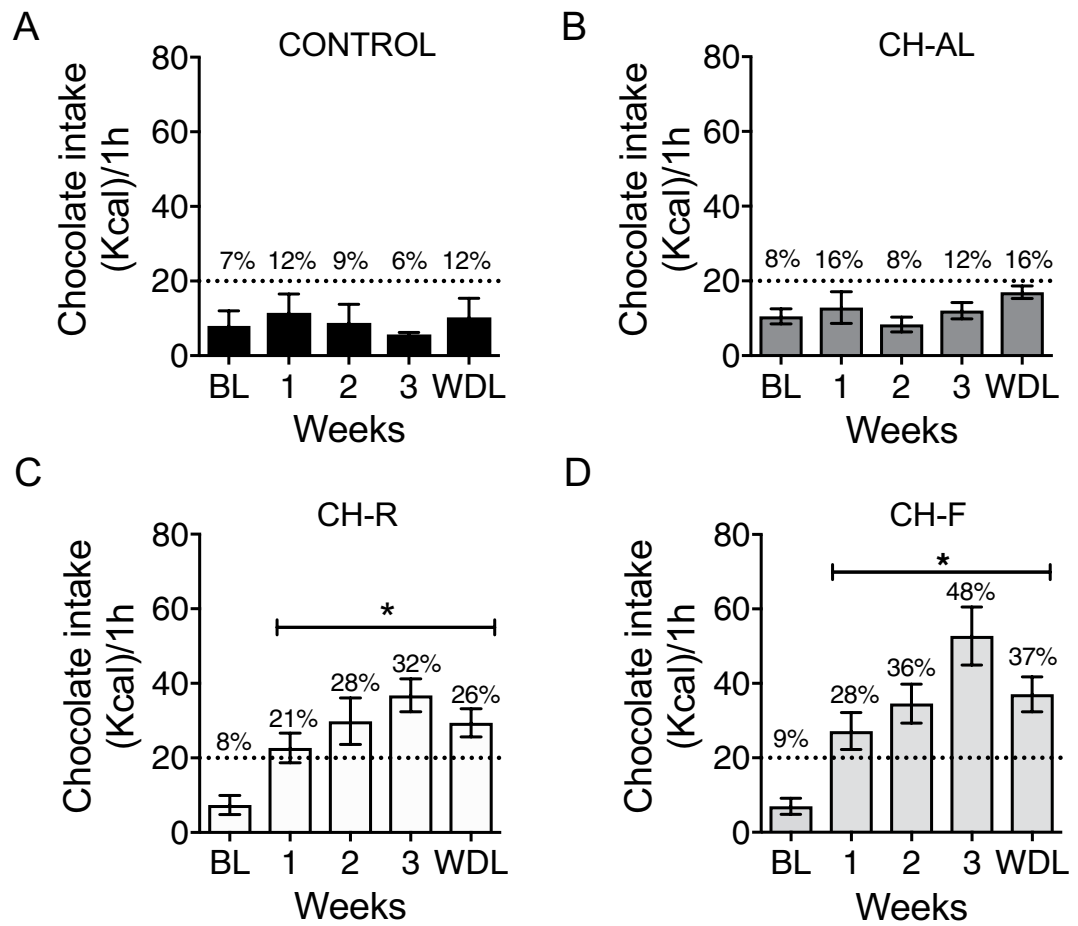 A
CONTROL
Chocolate intake
(Kcal)/1h
80
60
40
20
0
7% 12% 9% 6% 12%
BL 1 2 3 WDL
Weeks
B
CH-AL
Chocolate intake
(Kcal)/1h
80
60
40
20
0
8% 16% 8% 12% 16%
BL 1 2 3 WDL
Weeks
C
CH-R
Chocolate intake
(Kcal)/1h
80
60
40
20
0
*
8% 21% 28% 32% 26%
BL 1 2 3 WDL
Weeks
D
CH-F
Chocolate intake
(Kcal)/1h
80
60
40
20
0
*
9% 28% 36% 48% 37%
BL 1 2 3 WDL
Weeks